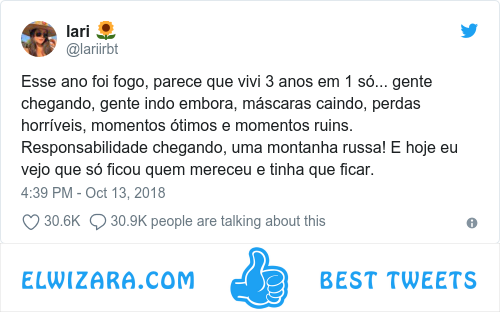 lari 🌻
@lariirbt
Esse ano foi fogo, parece que vivi 3 anos em 1 só... gente
chegando, gente indo embora, máscaras caindo, perdas
horríveis, momentos ótimos e momentos ruins.
Responsabilidade chegando, uma montanha russa! E hoje eu
vejo que só ficou quem mereceu e tinha que ficar.
4:39 PM - Oct 13, 2018
30.6K 30.9K people are talking about this
ELWIZARA.COM BEST TWEETS